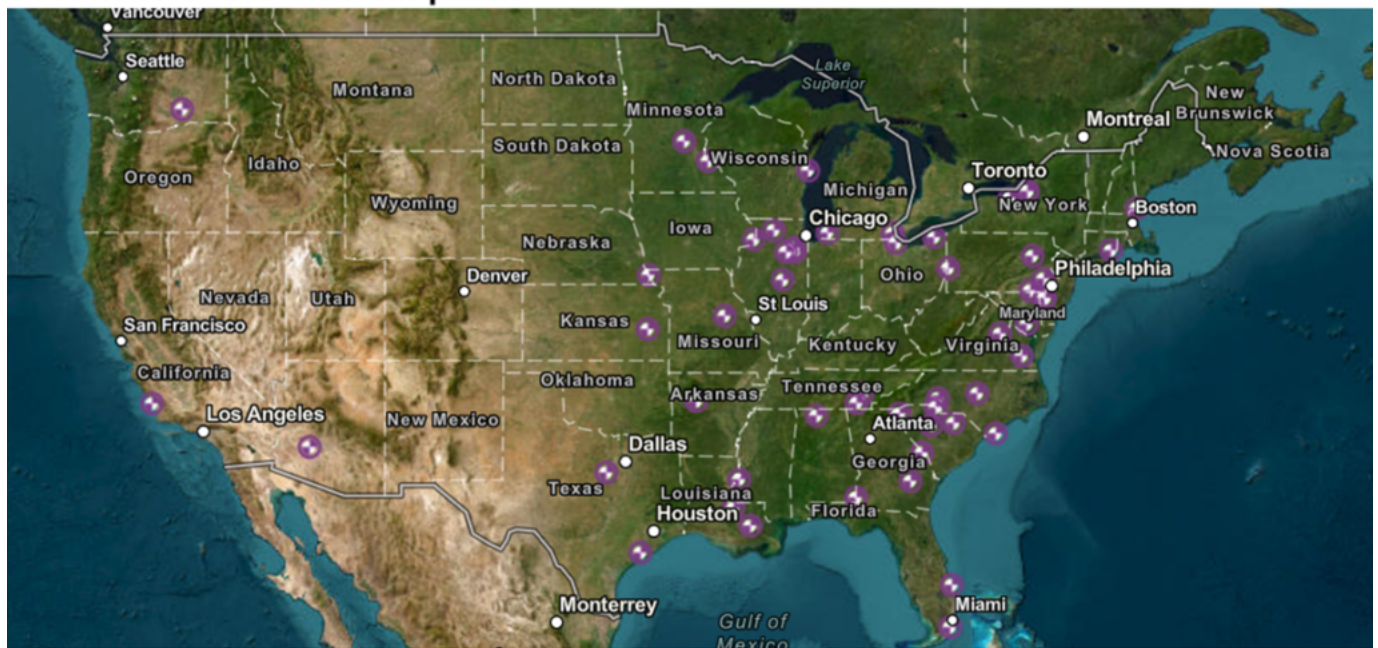 Vancouver
Seattle
Montana
North Dakota
Lake
Superior
Minnesota
Montreal
New
Brunswick
South Dakota
Wisconsin
Nova Scotia
Idaho
Oregon
Michigan
Toronto
New York
Boston
Wyoming
Iowa
Chicago
Nebraska
Ohio
Philadelphia
Denver
Nevada
Utah
St Louis
Maryland
San Francisco
Kansas
Missouri
Kentucky
Virginia
California
Oklahoma
Arkansas
Tennessee
Los Angeles
New Mexico
Atlanta
Dallas
Georgia
Texas
Louisiana
Houston
Florida
Miami
Monterrey
Gulf of
Mexico